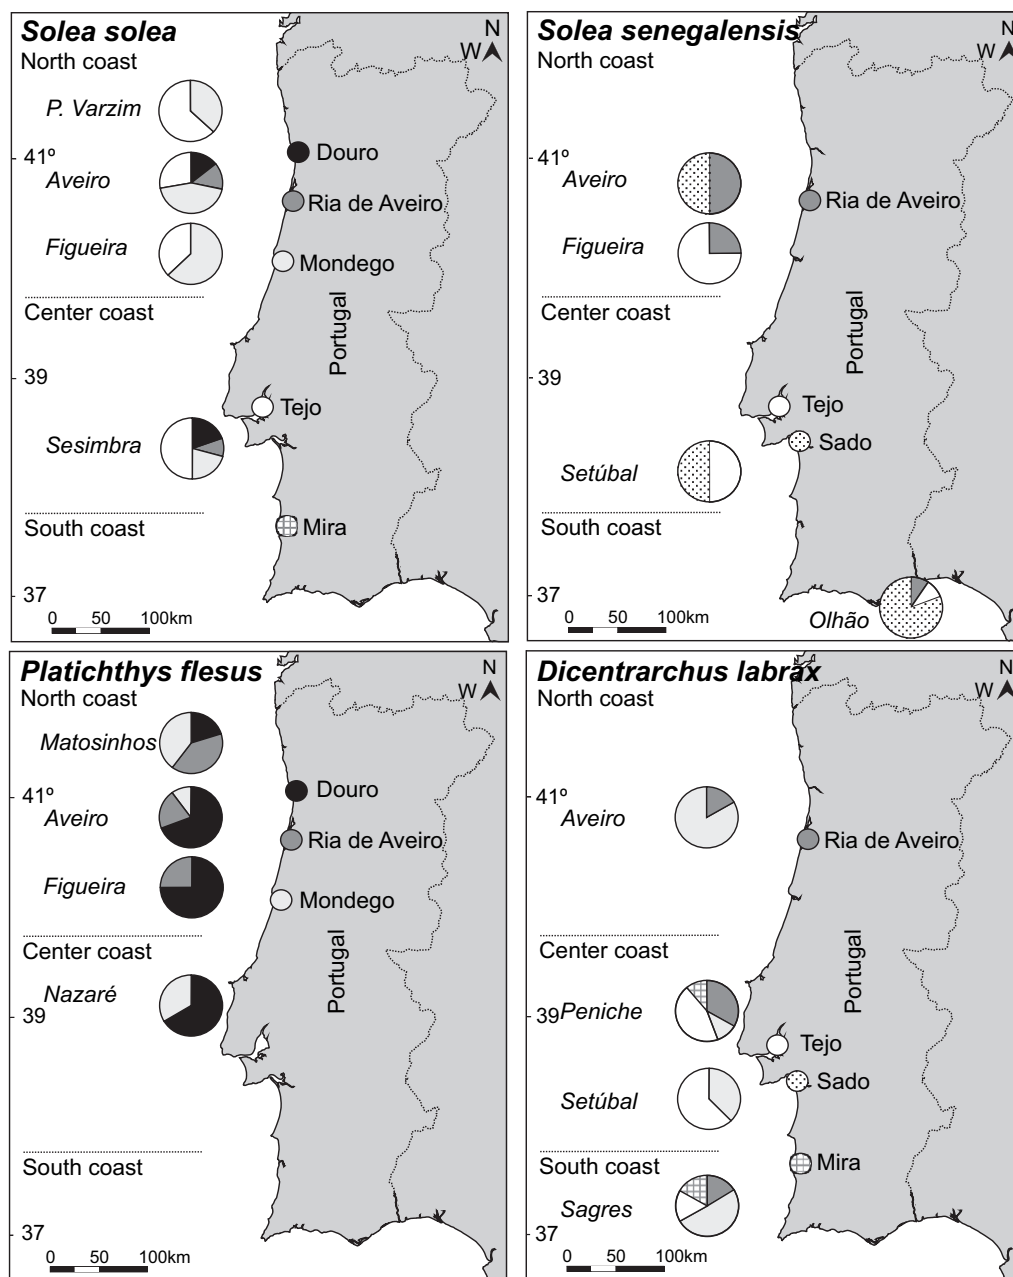 Solea solea
North coast
N
W
P. Varzim
41º
Aveiro
Figueira
Douro
Ria de Aveiro
Mondego
Center coast
Portugal
39
Tejo
Sesimbra
South coast
Mira
37
0 50 100km
Solea senegalensis
North coast
N
W
41º
Aveiro
Figueira
Ria de Aveiro
Center coast
Portugal
39
Tejo
Sado
Setúbal
South coast
37
Olhão
0 50 100km
Platichthys flesus
North coast
N
W
Matosinhos
41º
Aveiro
Figueira
Douro
Ria de Aveiro
Mondego
Center coast
Portugal
Nazaré
39
South coast
37
0 50 100km
Dicentrarchus labrax
North coast
N
W
41º
Aveiro
Ria de Aveiro
Center coast
Portugal
39
Peniche
Tejo
Sado
Setúbal
South coast
Mira
Sagres
37
0 50 100km